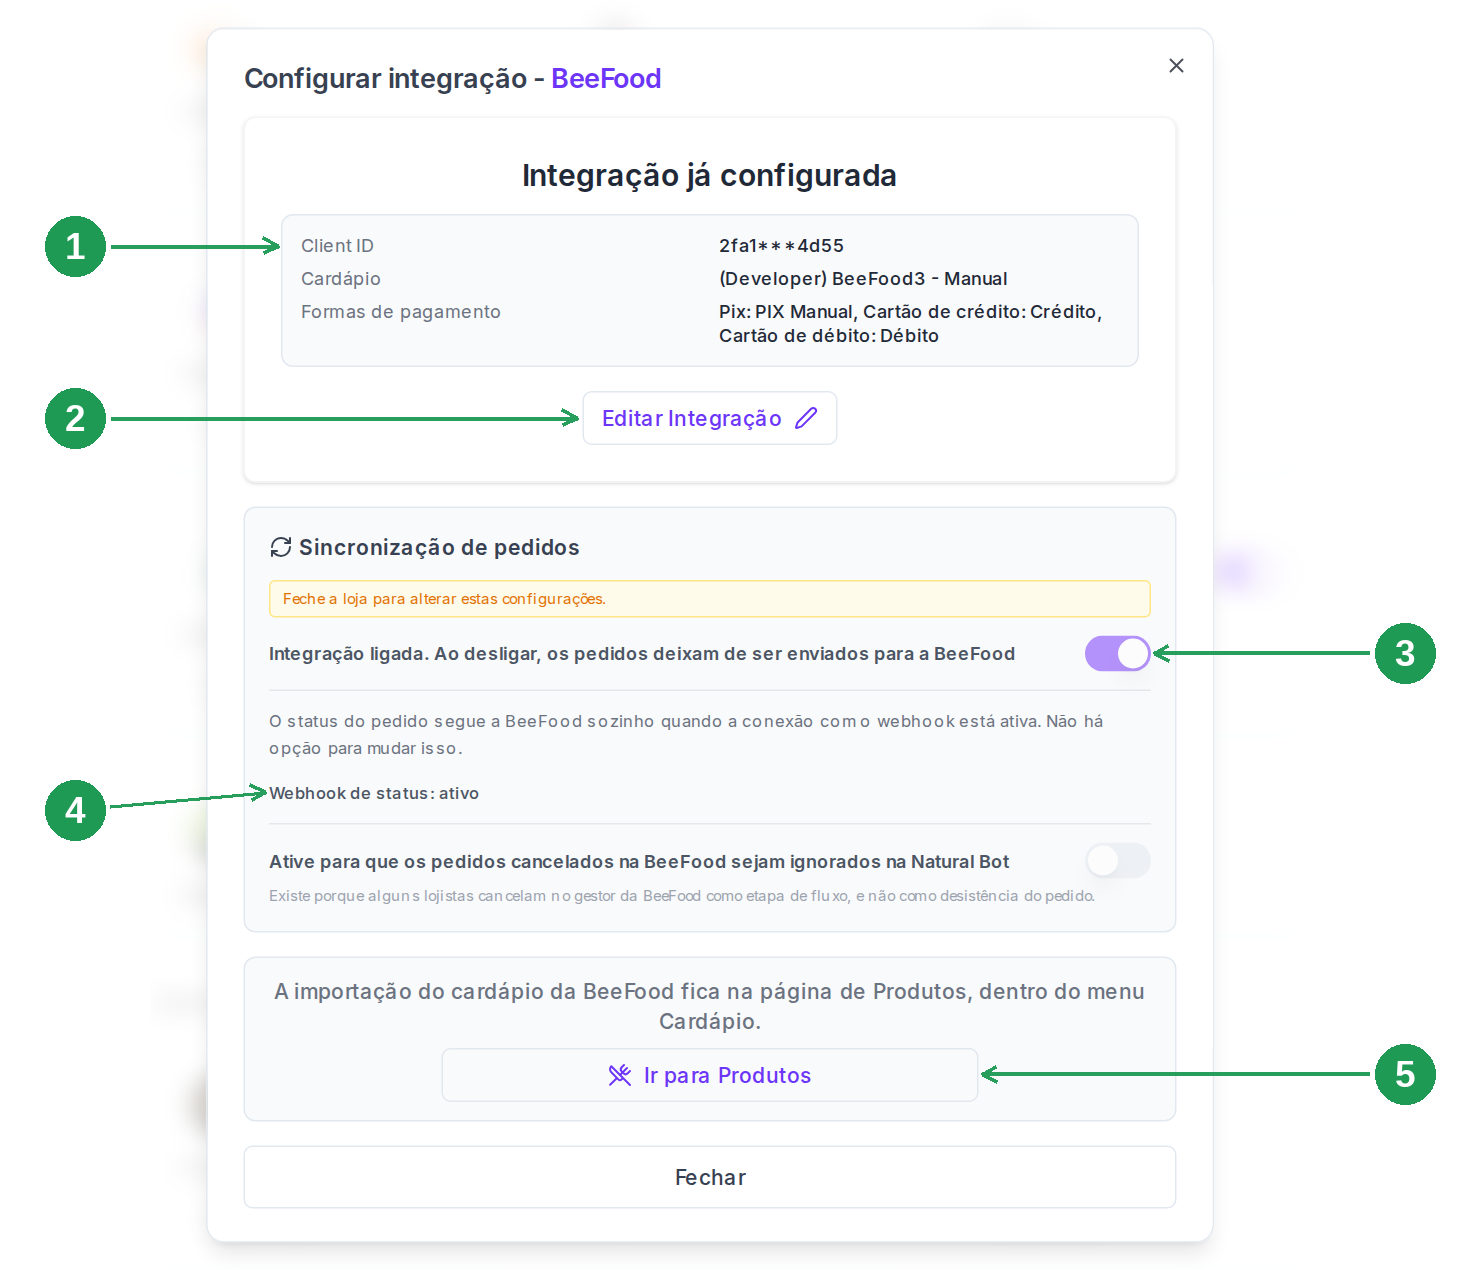 Configurar integração - BeeFood
Integração já configurada
1
Client ID 2fa1***4d55
Cardápio (Developer) BeeFood3 - Manual
Formas de pagamento Pix: PIX Manual, Cartão de crédito: Crédito,
Cartão de débito: Débito
2
Editar Integração
Sincronização de pedidos
Feche a loja para alterar estas configurações.
Integração ligada. Ao desligar, os pedidos deixam de ser enviados para a BeeFood
3
O status do pedido segue a BeeFood sozinho quando a conexão com o webhook está ativa. Não há
opção para mudar isso.
4
Webhook de status: ativo
Ative para que os pedidos cancelados na BeeFood sejam ignorados na Natural Bot
Existe porque alguns lojistas cancelam no gestor da BeeFood como etapa de fluxo, e não como desistência do pedido.
A importação do cardápio da BeeFood fica na página de Produtos, dentro do menu
Cardápio.
Ir para Produtos
5
Fechar